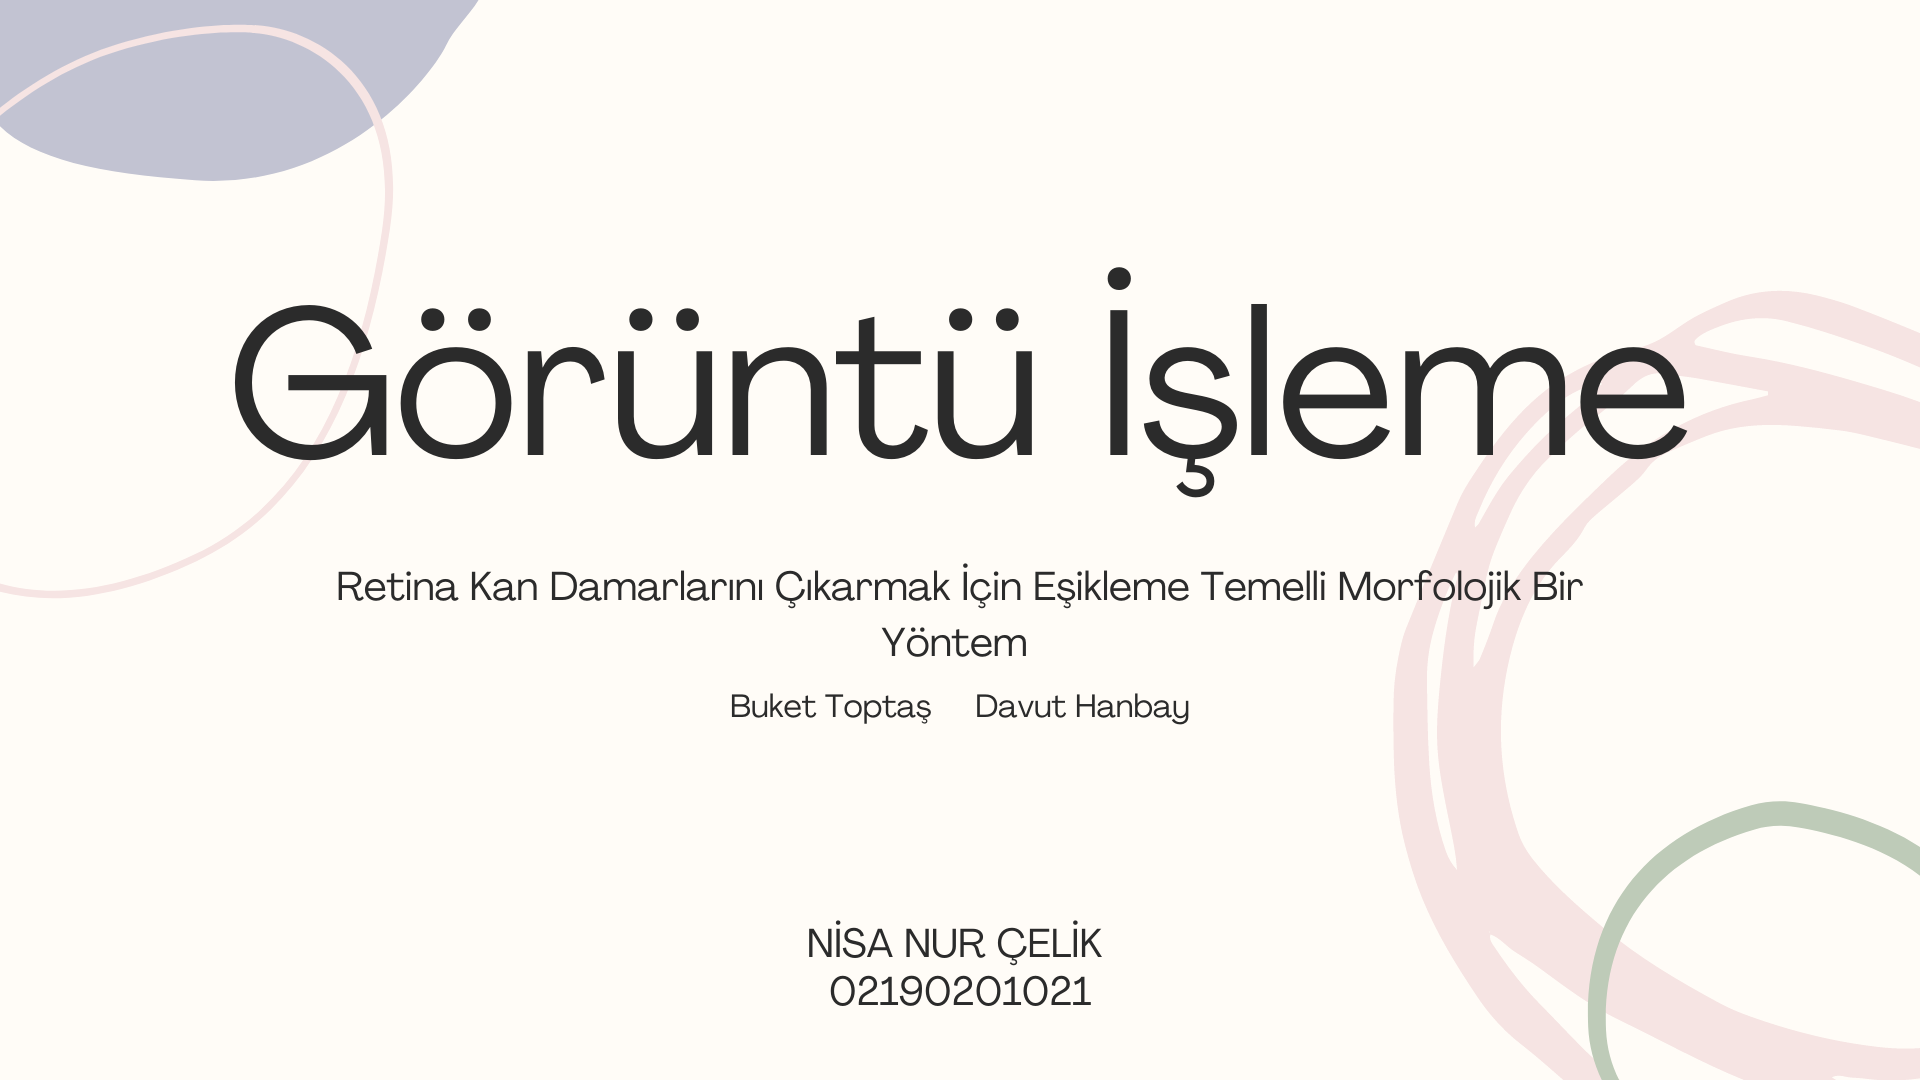 Görüntü İşleme
Retina Kan Damarlarını Çıkarmak İçin Eşikleme Temelli Morfolojik Bir
Yöntem
Buket Toptaş Davut Hanbay
NİSA NUR ÇELİK
02190201021